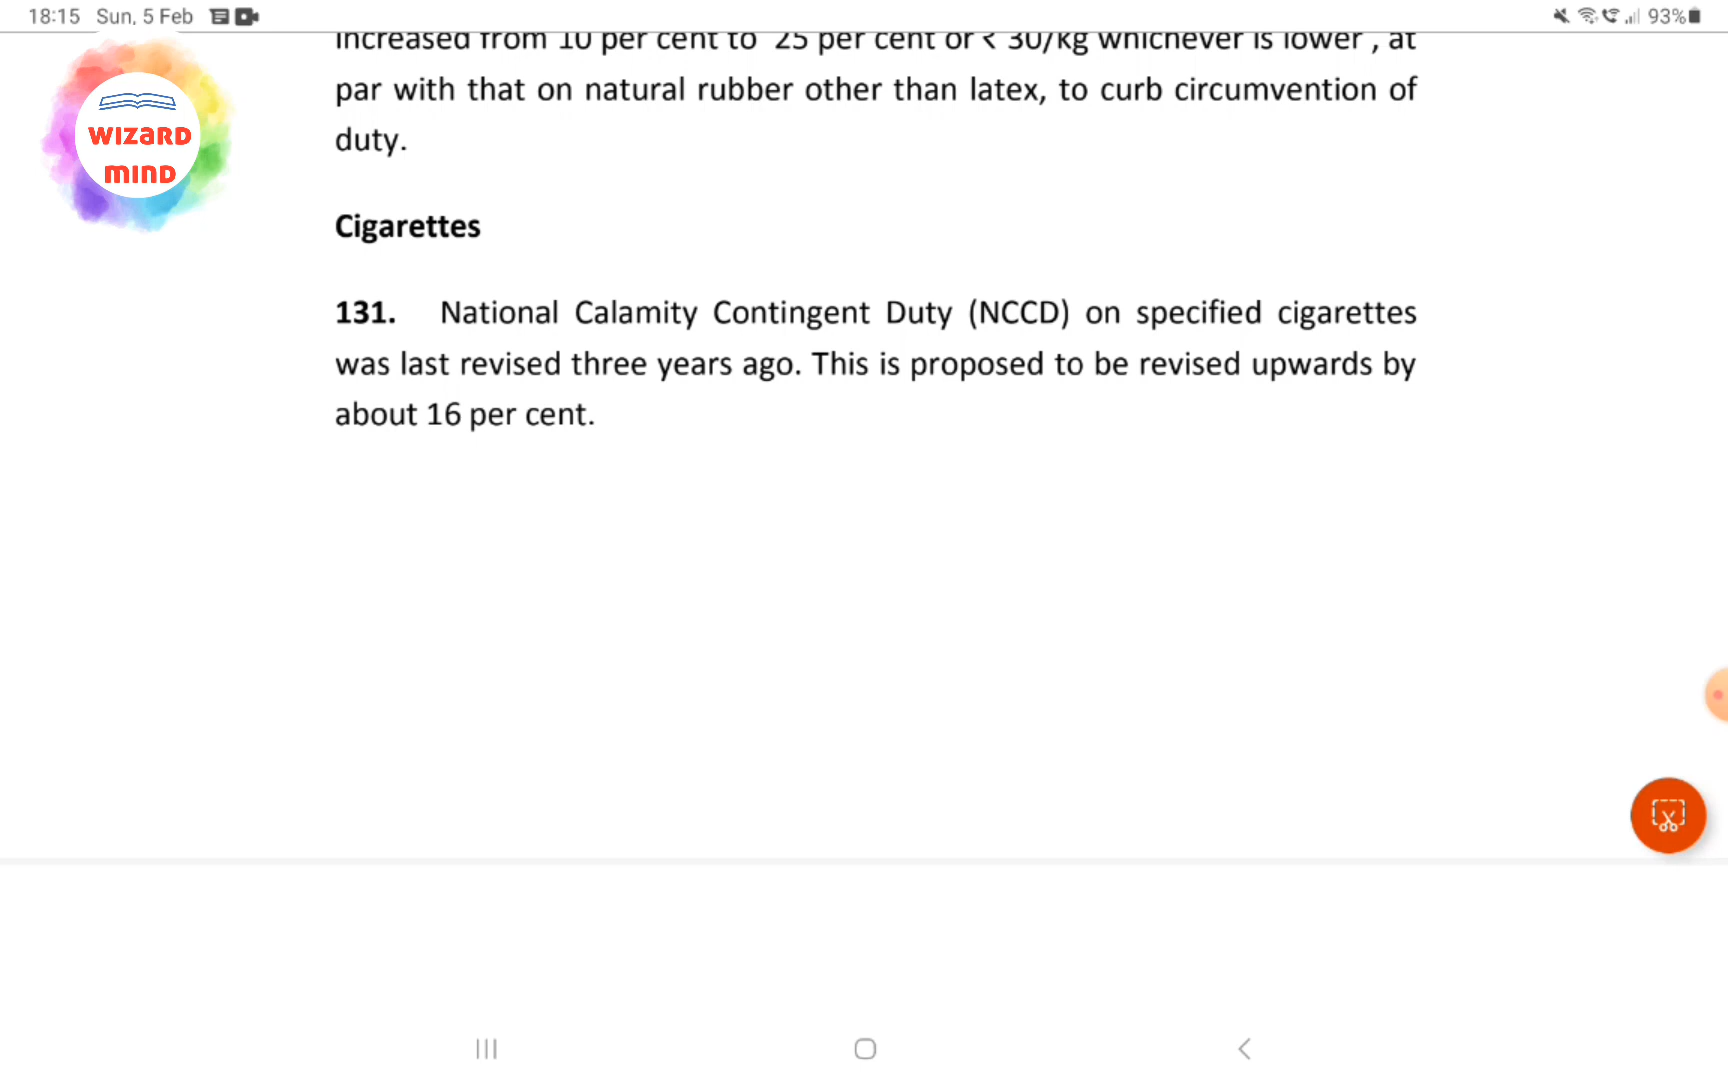 18:15 Sun, 5 Feb
93%
increased from 10 per cent to 25 per cent or ₹ 30/kg whichever is lower , at
par with that on natural rubber other than latex, to curb circumvention of
duty.
WIZARD
MIND
Cigarettes
131. National Calamity Contingent Duty (NCCD) on specified cigarettes
was last revised three years ago. This is proposed to be revised upwards by
about 16 per cent.